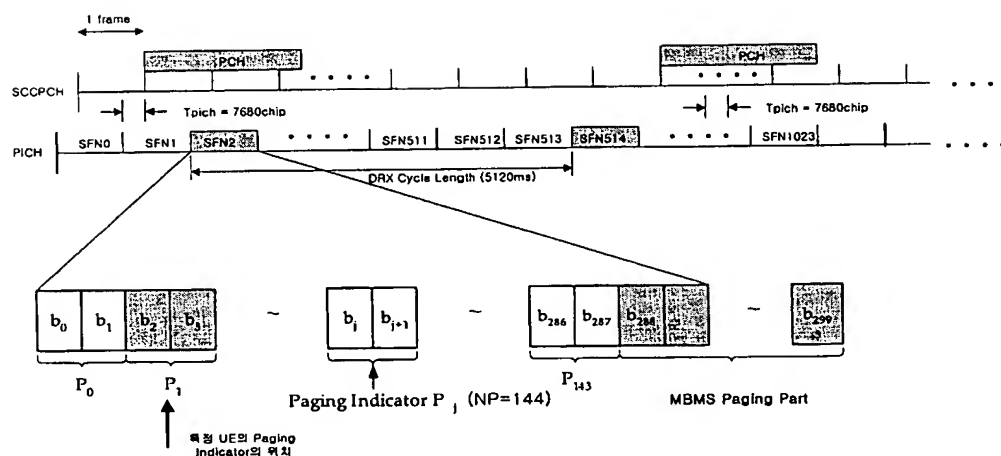 1 frame
PCH
PCH
SCCPCH
Tpich = 7680chip
Tpich = 7680chip
PICH
SFN0
SFN1
SFN2
SFN511
SFN512
SFN513
SFN514
SFN1023
DRX Cycle Length (5120ms)
b0 b1 b2 b3 ~ bj bj+1 ~ b286 b287 b288 ~ b299
P0 P1 P143
Paging Indicator P j (NP=144)
MBMS Paging Part
특정 UE의 Paging
Indicator의 위치